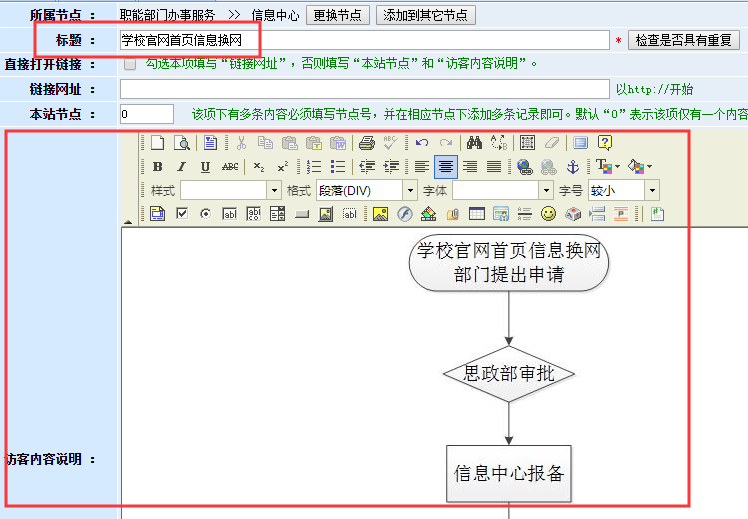 所属节点 : 职能部门办事服务 >> 信息中心 更换节点 添加到其它节点
标题 : 学校官网首页信息换网 * 检查是否具有重复
直接打开链接 : 勾选本项填写“链接网址”，否则填写“本站节点”和“访客内容说明”。
链接网址 : 以http://开始
本站节点 : 0 该项下有多条内容必须填写节点号，并在相应节点下添加多条记录即可。默认“0”表示该项仅有一个内容
B I U ABC x₂ x²
样式 格式 段落(DIV) 字体 字号 较小
学校官网首页信息换网
部门提出申请
思政部审批
访客内容说明 :
信息中心报备